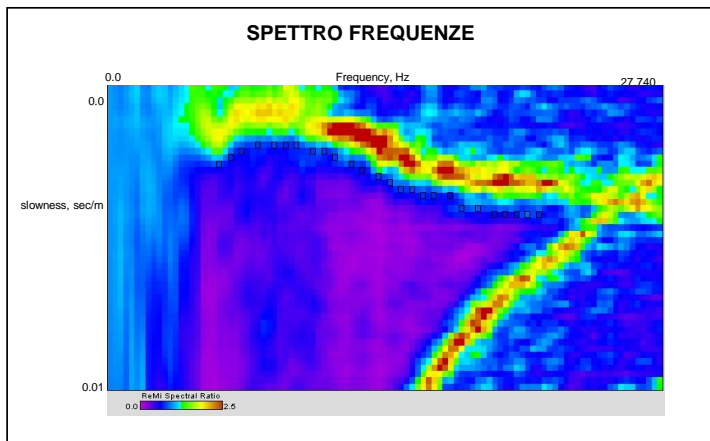 SPETTRO FREQUENZE
0.0 Frequency, Hz 27.740
0.0
slowness, sec/m
0.01
ReMi Spectral Ratio
0.0 2.5